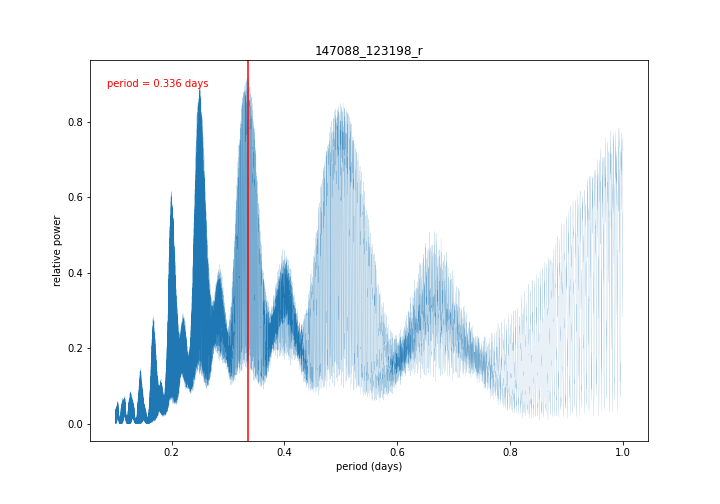 147088_123198_r
period = 0.336 days
relative power
0.8
0.6
0.4
0.2
0.0
0.2 0.4 0.6 0.8 1.0
period (days)